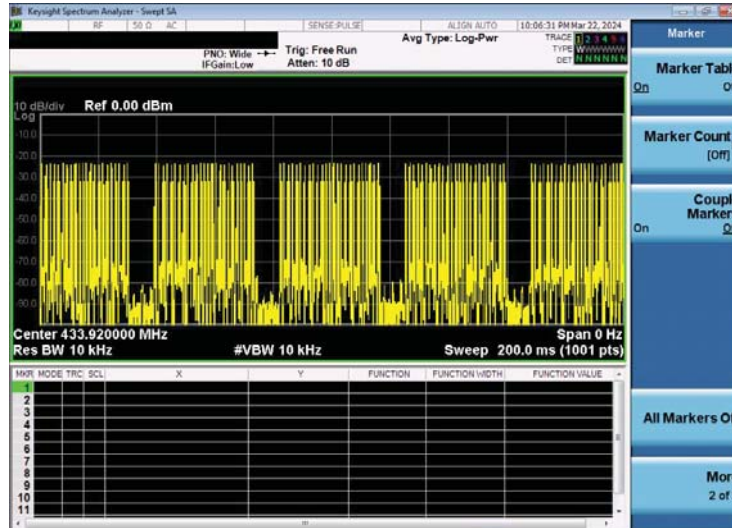 Keysight Spectrum Analyzer - Swept SA
RF 50 Ω AC SENSE:PULSE ALIGN AUTO 10:06:31 PM Mar 22, 2024
Marker
PNO: Wide
IFGain:Low
Trig: Free Run
Atten: 10 dB
Avg Type: Log-Pwr
TRACE 1 2 3 4 5 6
TYPE W
DET N N N N N N
Marker Tabl
On O
10 dB/div Ref 0.00 dBm
Log
-10.0
-20.0
-30.0
-40.0
-50.0
-60.0
-70.0
-80.0
-90.0
Marker Count
[Off]
Coupl
Marker
On O
Center 433.920000 MHz Span 0 Hz
Res BW 10 kHz #VBW 10 kHz Sweep 200.0 ms (1001 pts)
MKR MODE TRC SCL X Y FUNCTION FUNCTION WIDTH FUNCTION VALUE
1
2
3
4
5
6
7
8
9
10
11
All Markers Of
Mor
2 of